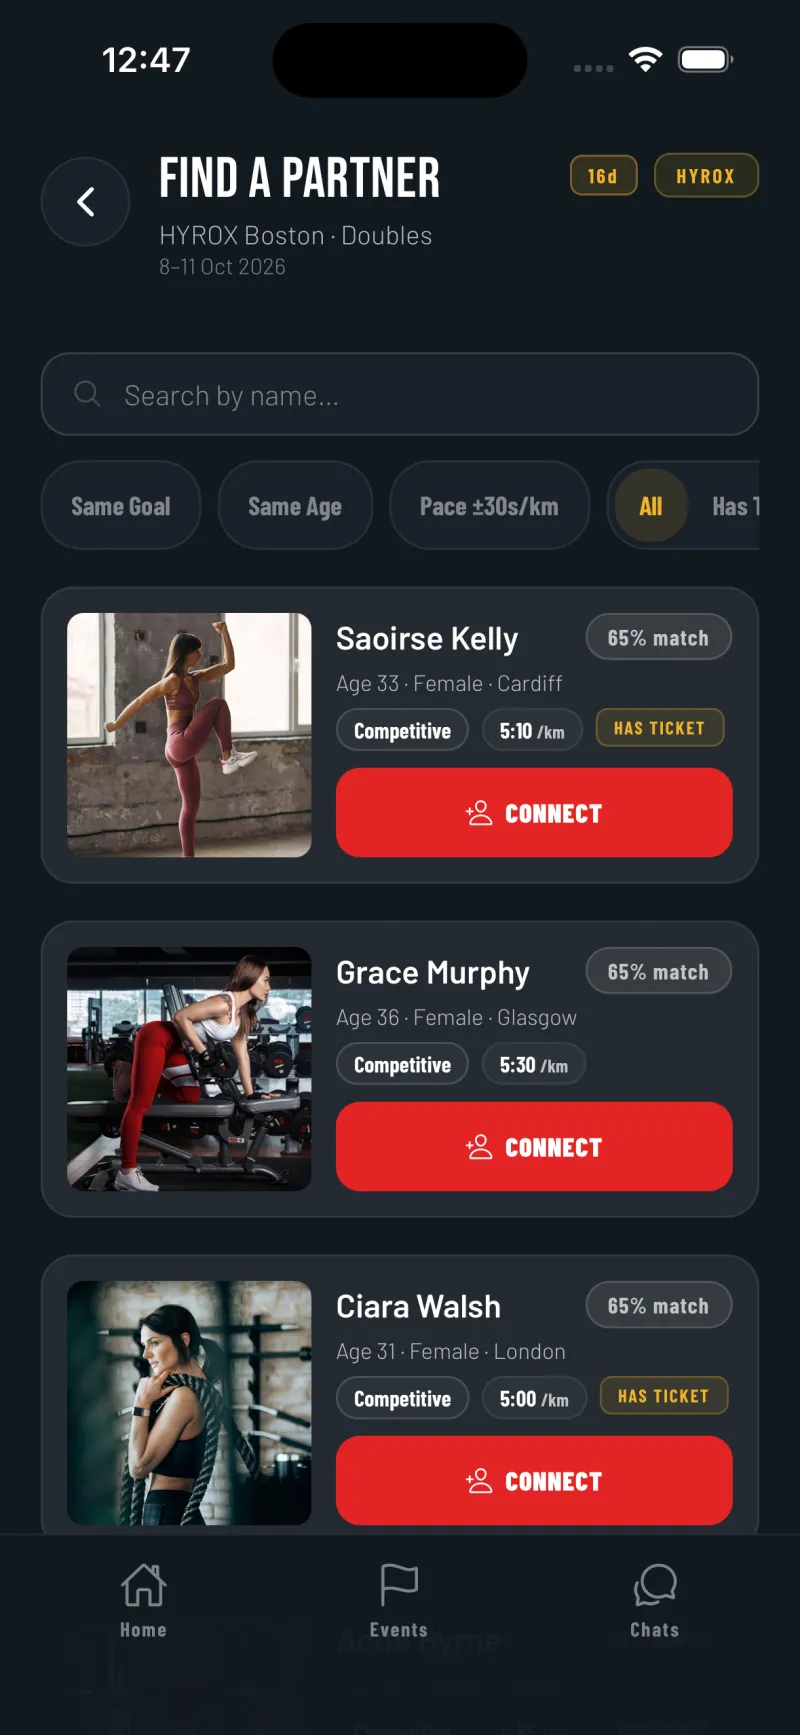 12:47
FIND A PARTNER
16d
HYROX
HYROX Boston · Doubles
8–11 Oct 2026
Search by name...
Same Goal
Same Age
Pace ±30s/km
All
Has T
Saoirse Kelly
65% match
Age 33 · Female · Cardiff
Competitive
5:10 /km
HAS TICKET
CONNECT
Grace Murphy
65% match
Age 36 · Female · Glasgow
Competitive
5:30 /km
CONNECT
Ciara Walsh
65% match
Age 31 · Female · London
Competitive
5:00 /km
HAS TICKET
CONNECT
Home
Events
Chats
Byrne